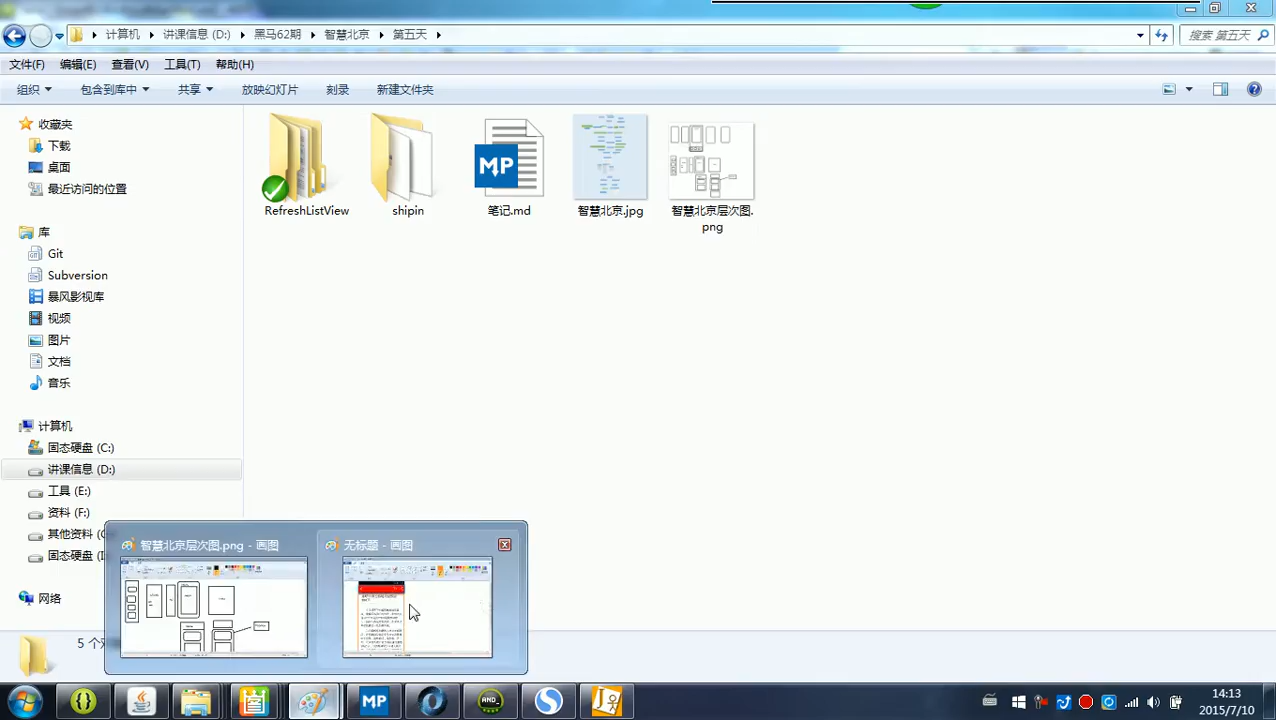 计算机 讲课信息 (D:) 黑马62期 智慧北京 第五天
搜索 第五天
文件(F) 编辑(E) 查看(V) 工具(T) 帮助(H)
组织 包含到库中 共享 放映幻灯片 刻录 新建文件夹
收藏夹
下载
桌面
最近访问的位置
库
Git
Subversion
暴风影视库
视频
图片
文档
音乐
计算机
固态硬盘 (C:)
讲课信息 (D:)
工具 (E:)
资料 (F:)
其他资料 (
固态硬盘 (
网络
RefreshListView
shipin
MP
笔记.md
智慧北京.jpg
智慧北京层次图.
png
智慧北京层次图.png - 画图
无标题 - 画图
5 个
MP
AND_
14:13
2015/7/10